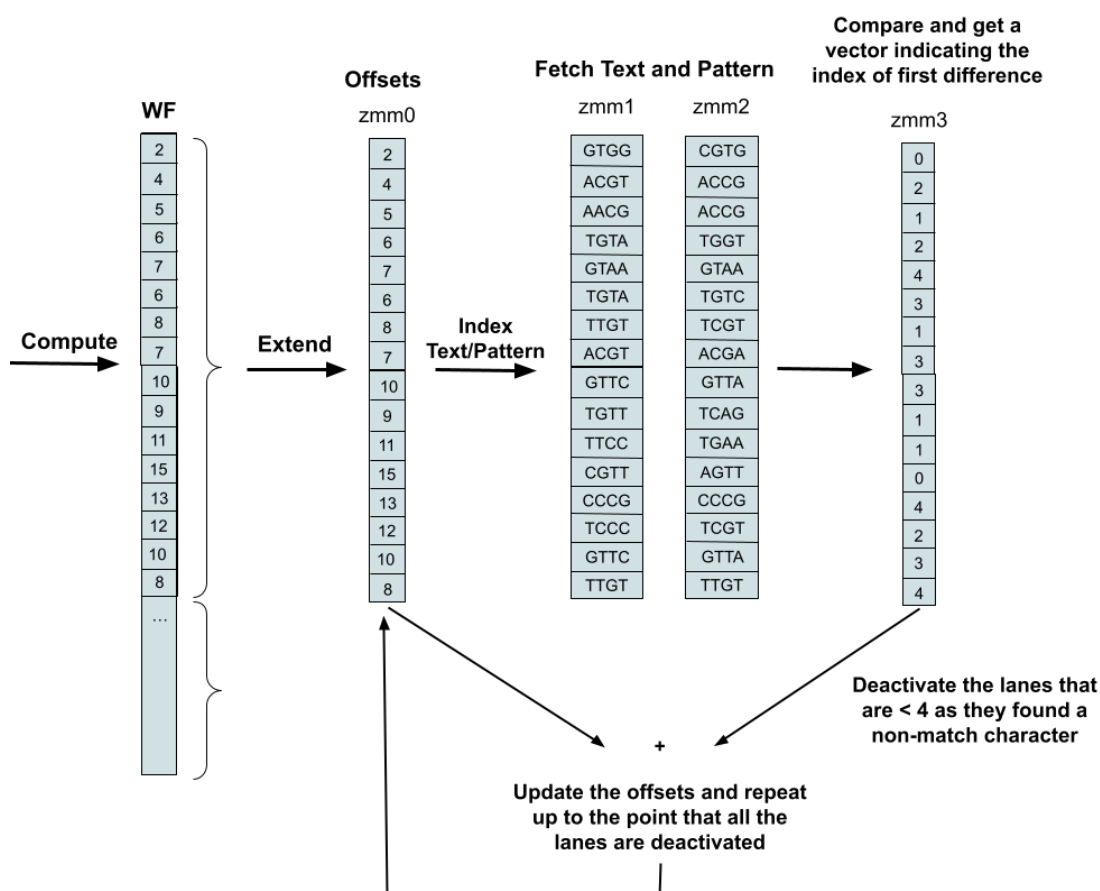 Compare and get a
vector indicating the
index of first difference
Fetch Text and Pattern
Offsets
WF
zmm0
zmm1
zmm2
zmm3
2
4
5
6
7
6
8
7
10
9
11
15
13
12
10
8
...
Compute
Extend
2
4
5
6
7
6
8
7
10
9
11
15
13
12
10
8
Index
Text/Pattern
GTGG
ACGT
AACG
TGTA
GTAA
TGTA
TTGT
ACGT
GTTC
TGTT
TTCC
CGTT
CCCG
TCCC
GTTC
TTGT
CGTG
ACCG
ACCG
TGGT
GTAA
TGTC
TCGT
ACGA
GTTA
TCAG
TGAA
AGTT
CCCG
TCGT
GTTA
TTGT
0
2
1
2
4
3
1
3
3
1
1
0
4
2
3
4
Deactivate the lanes that
are < 4 as they found a
non-match character
+
Update the offsets and repeat
up to the point that all the
lanes are deactivated